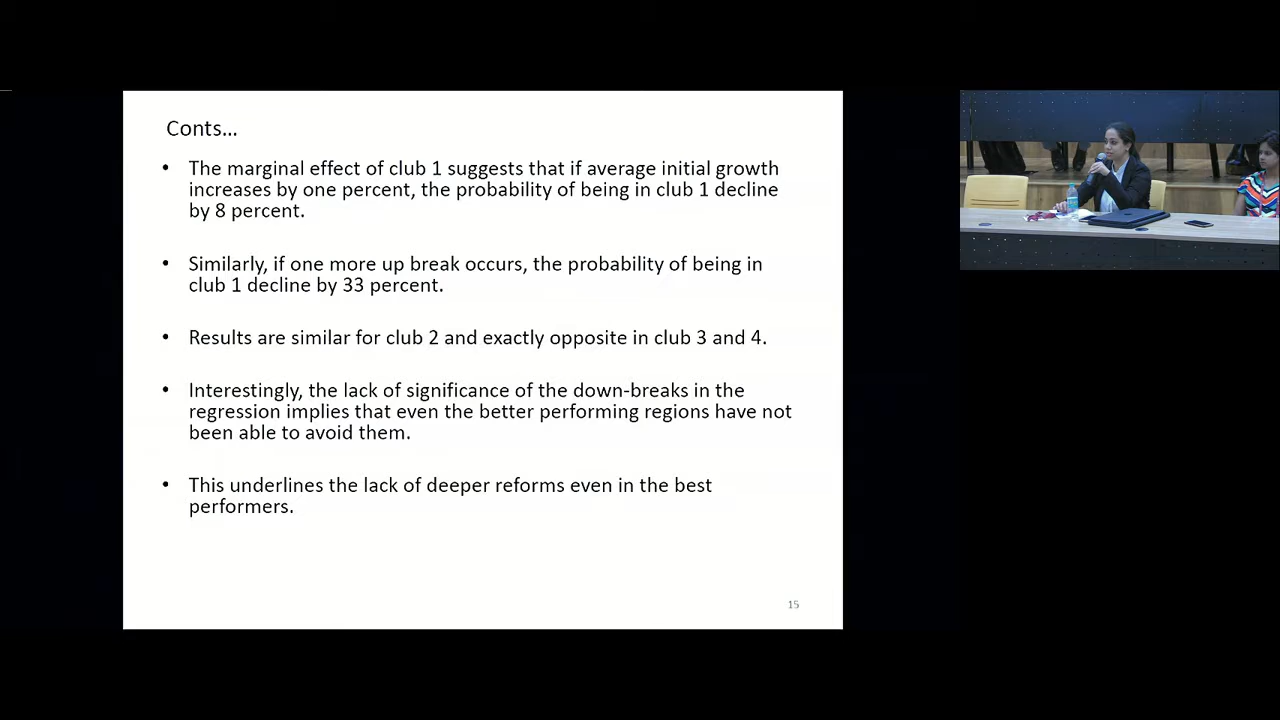 Conts…
• The marginal effect of club 1 suggests that if average initial growth
increases by one percent, the probability of being in club 1 decline
by 8 percent.
• Similarly, if one more up break occurs, the probability of being in
club 1 decline by 33 percent.
• Results are similar for club 2 and exactly opposite in club 3 and 4.
• Interestingly, the lack of significance of the down-breaks in the
regression implies that even the better performing regions have not
been able to avoid them.
• This underlines the lack of deeper reforms even in the best
performers.
15